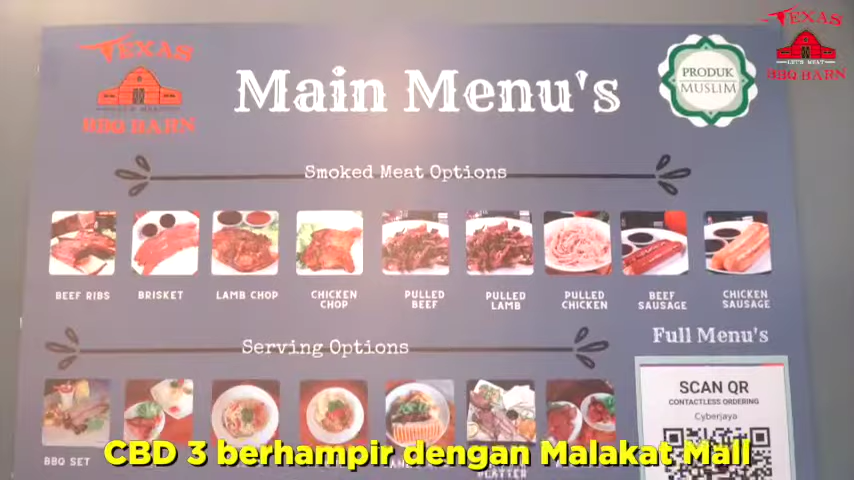 TEXAS
BBQ BARN
Main Menu's
PRODUK
MUSLIM
TEXAS
LET'S MEAT
BBQ BARN
Smoked Meat Options
BEEF RIBS
BRISKET
LAMB CHOP
CHICKEN
CHOP
PULLED
BEEF
PULLED
LAMB
PULLED
CHICKEN
BEEF
SAUSAGE
CHICKEN
SAUSAGE
Serving Options
Full Menu's
SCAN QR
CONTACTLESS ORDERING
Cyberjaya
BBQ SET
PLATTER
CBD 3 berhampir dengan Malakat Mall